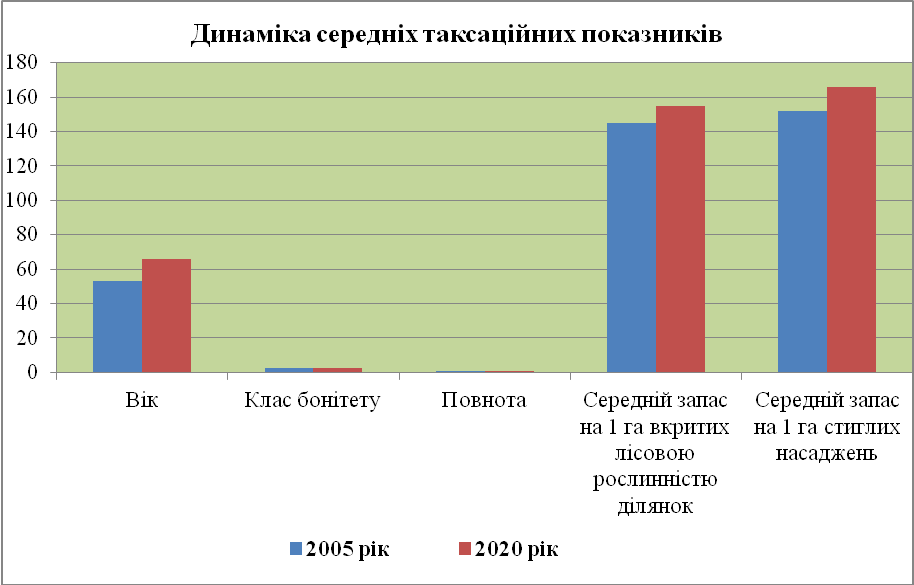 Динаміка середніх таксаційних показників
180
160
140
120
100
80
60
40
20
0
Вік
Клас бонітету
Повнота
Середній запас
на 1 га вкритих
лісовою
рослинністю
ділянок
Середній запас
на 1 га стиглих
насаджень
2005 рік
2020 рік